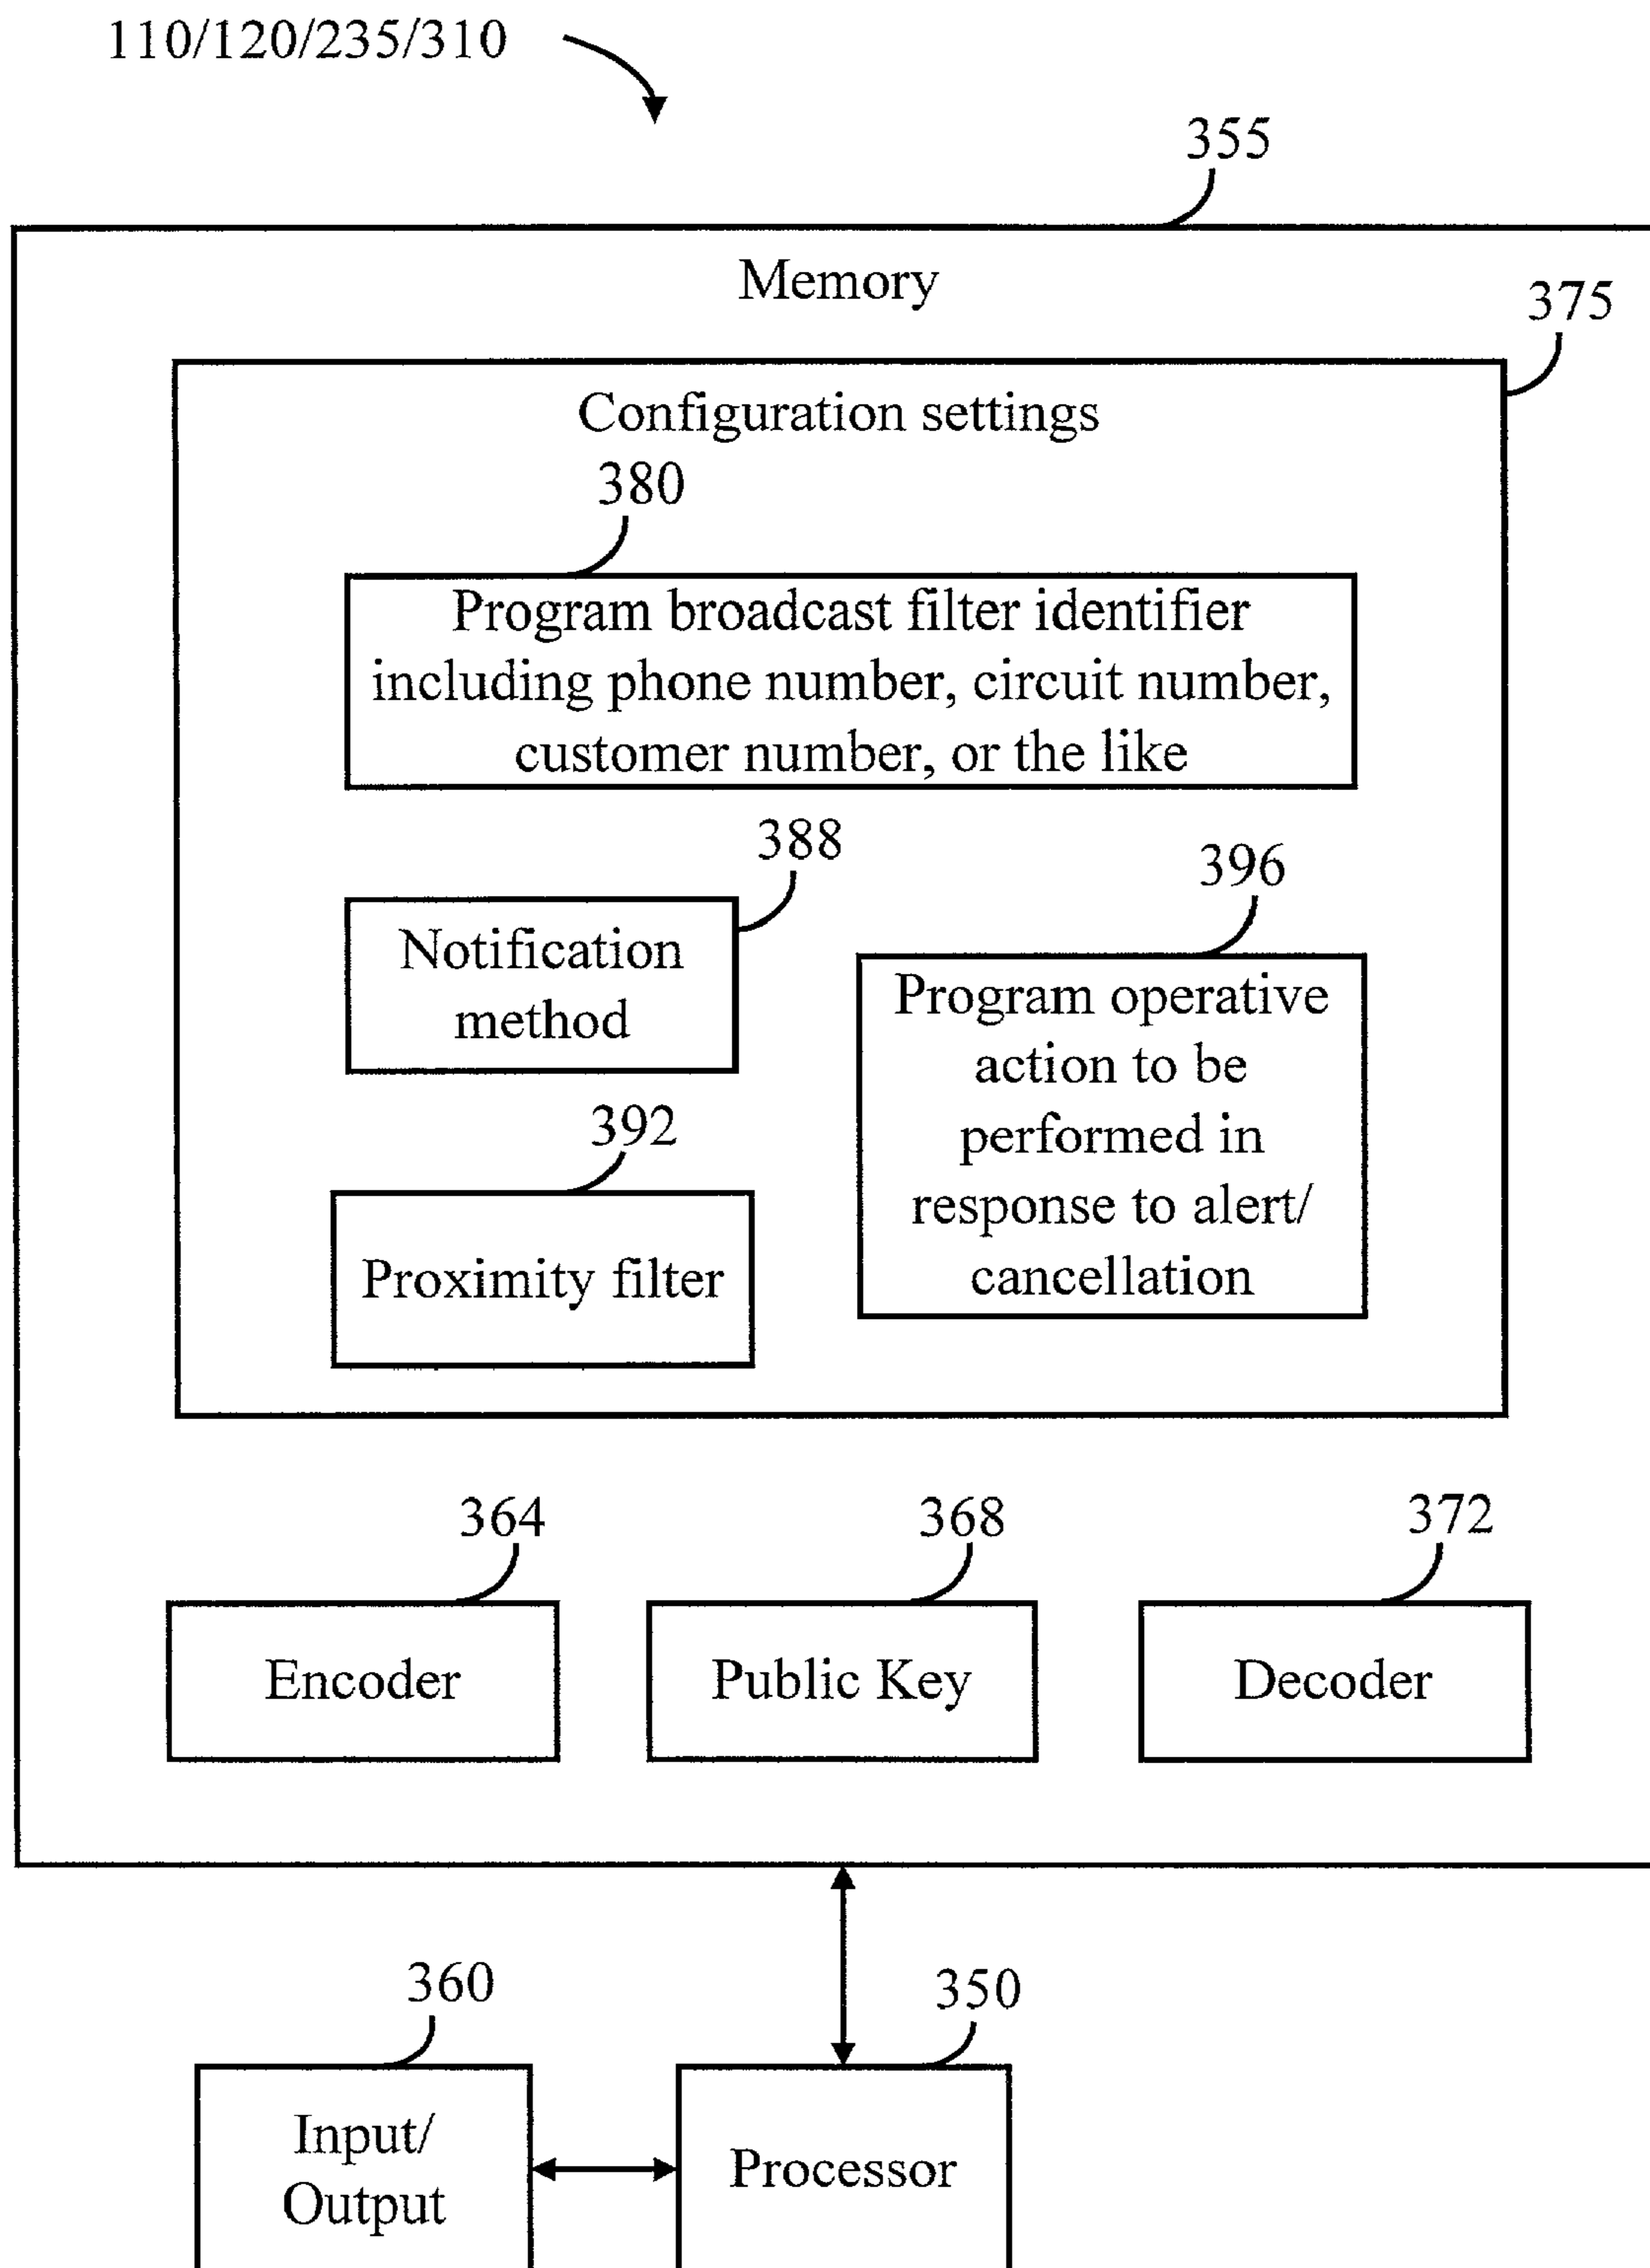 110/120/235/310
355
Memory
375
Configuration settings
380
Program broadcast filter identifier
including phone number, circuit number,
customer number, or the like
388
396
Notification
method
Program operative
action to be
performed in
response to alert/
cancellation
392
Proximity filter
364
368
372
Encoder
Public Key
Decoder
360
350
Input/
Output
Processor